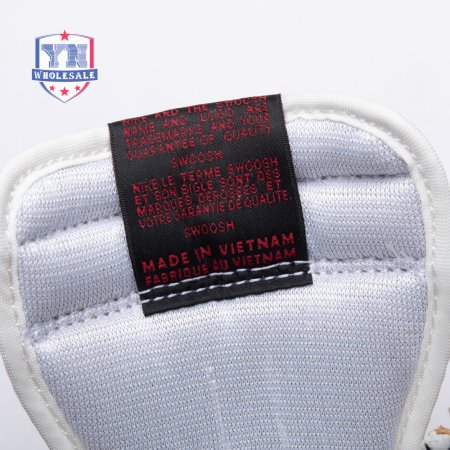 YN
WHOLESALE
NIKE AND THE SWOOSH
NAME AND LOGO ARE
TRADEMARKS AND YOUR
GUARANTEE OF QUALITY
SWOOSH
NIKE LE TERME SWOOSH
ET SON SIGLE SONT DES
MARQUES DEPOSEES ET
VOTRE GARANTIE DE QUALITE.
SWOOSH
MADE IN VIETNAM
FABRIQUE AU VIETNAM